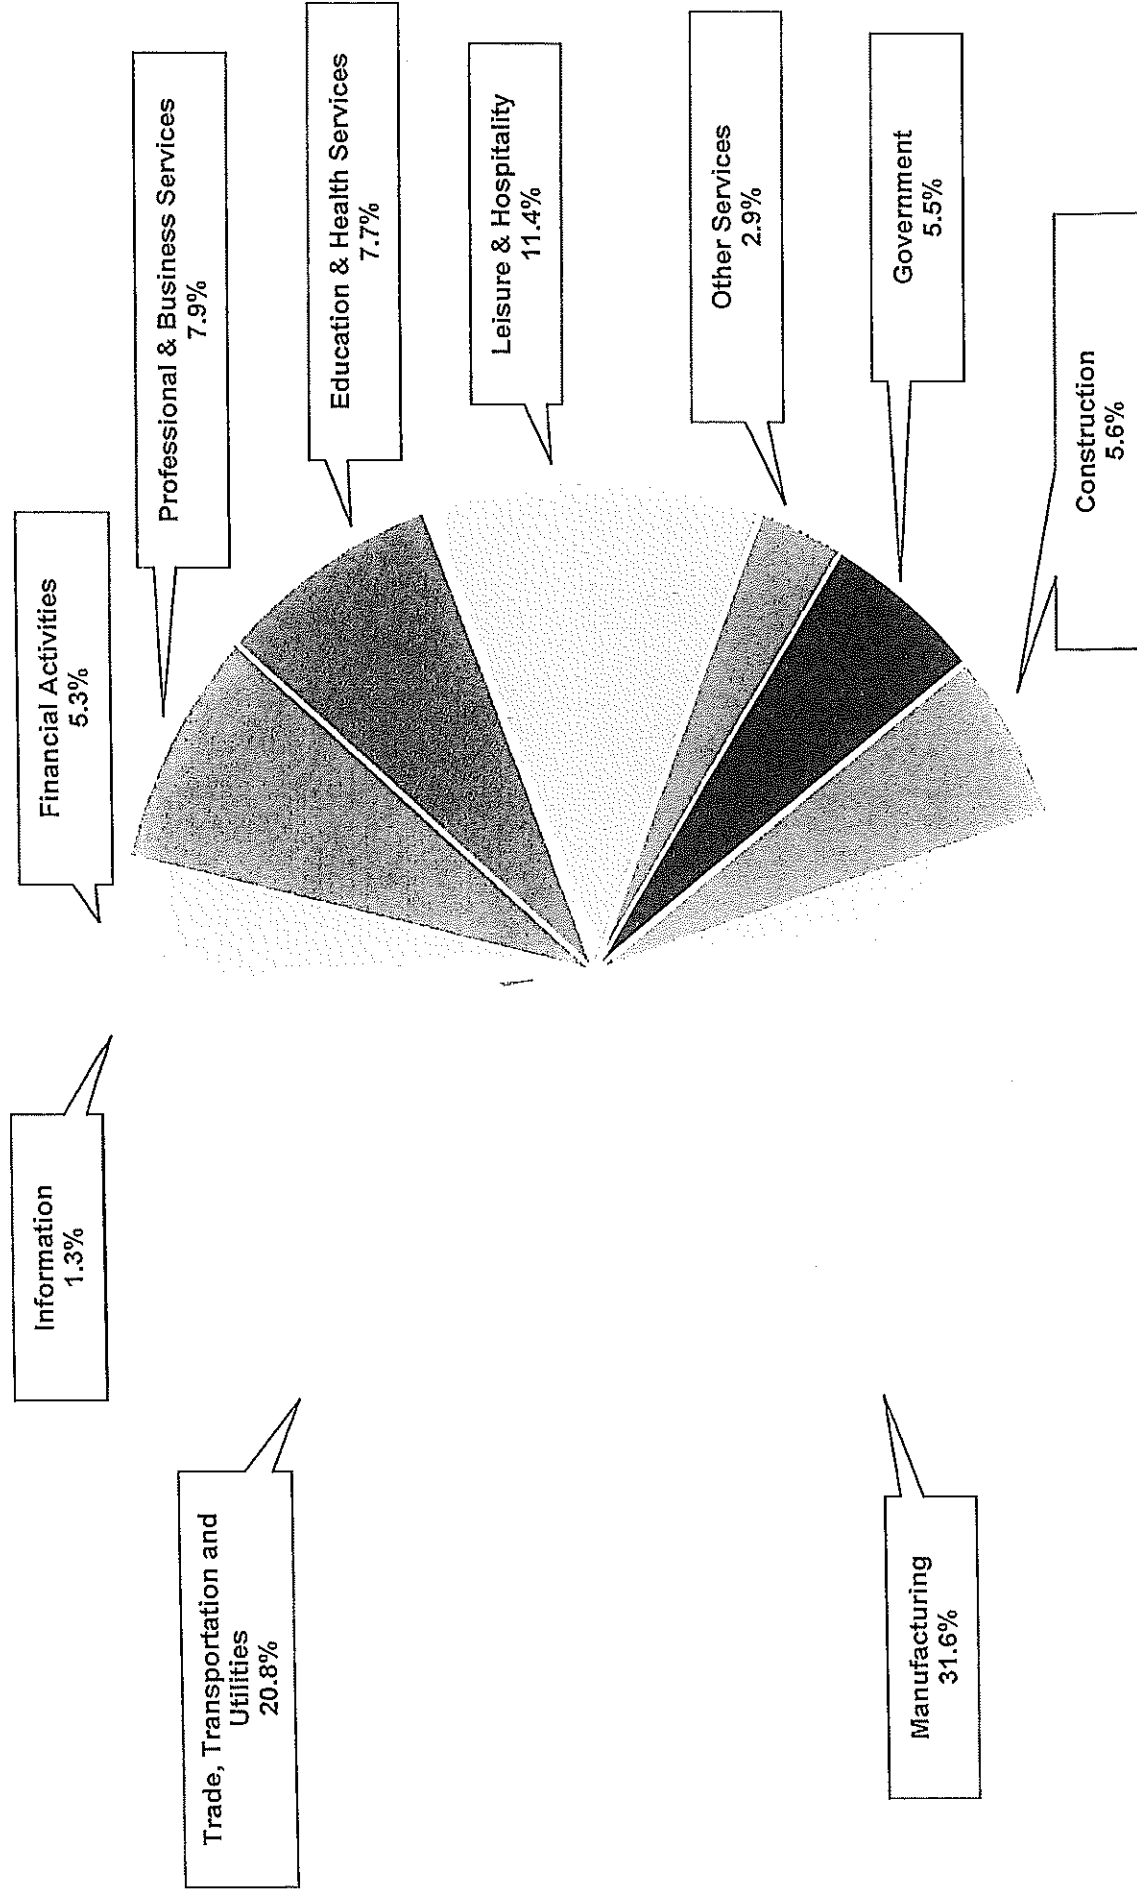 Information
1.3%
Financial Activities
5.3%
Professional & Business Services
7.9%
Education & Health Services
7.7%
Leisure & Hospitality
11.4%
Other Services
2.9%
Government
5.5%
Construction
5.6%
Manufacturing
31.6%
Trade, Transportation and
Utilities
20.8%